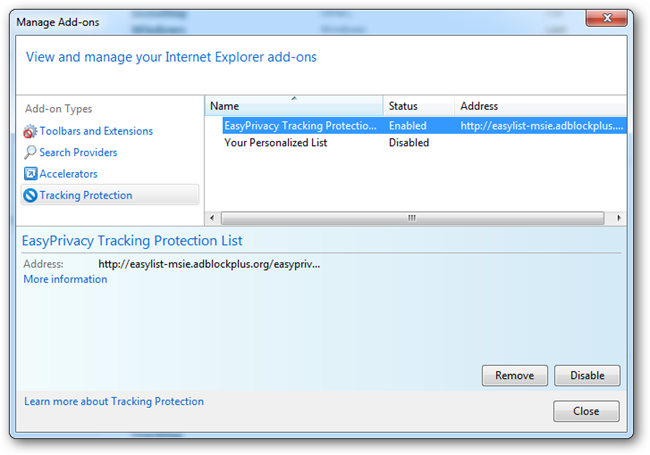 Manage Add-ons
View and manage your Internet Explorer add-ons
Add-on Types
Toolbars and Extensions
Search Providers
Accelerators
Tracking Protection
Name Status Address
EasyPrivacy Tracking Protectio... Enabled http://easylist-msie.adblockplus....
Your Personalized List Disabled
EasyPrivacy Tracking Protection List
Address: http://easylist-msie.adblockplus.org/easypriv...
More information
Remove Disable
Learn more about Tracking Protection
Close